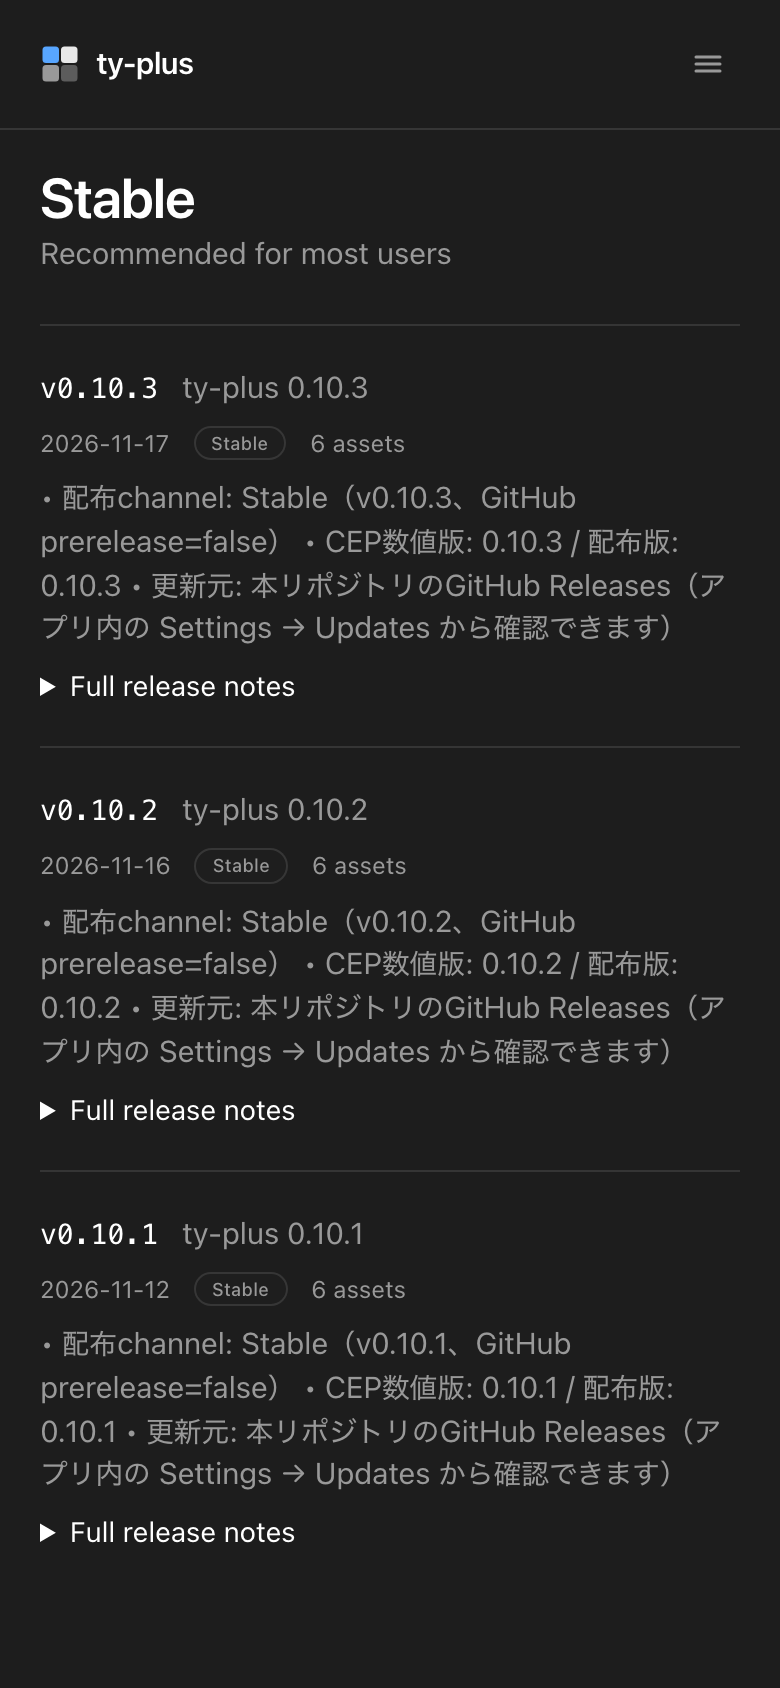 ty-plus
Stable
Recommended for most users
v0.10.3 ty-plus 0.10.3
2026-11-17 Stable 6 assets
• 配布channel: Stable（v0.10.3、GitHub
prerelease=false） • CEP数値版: 0.10.3 / 配布版:
0.10.3 • 更新元: 本リポジトリのGitHub Releases（ア
プリ内の Settings → Updates から確認できます）
▶ Full release notes
v0.10.2 ty-plus 0.10.2
2026-11-16 Stable 6 assets
• 配布channel: Stable（v0.10.2、GitHub
prerelease=false） • CEP数値版: 0.10.2 / 配布版:
0.10.2 • 更新元: 本リポジトリのGitHub Releases（ア
プリ内の Settings → Updates から確認できます）
▶ Full release notes
v0.10.1 ty-plus 0.10.1
2026-11-12 Stable 6 assets
• 配布channel: Stable（v0.10.1、GitHub
prerelease=false） • CEP数値版: 0.10.1 / 配布版:
0.10.1 • 更新元: 本リポジトリのGitHub Releases（ア
プリ内の Settings → Updates から確認できます）
▶ Full release notes